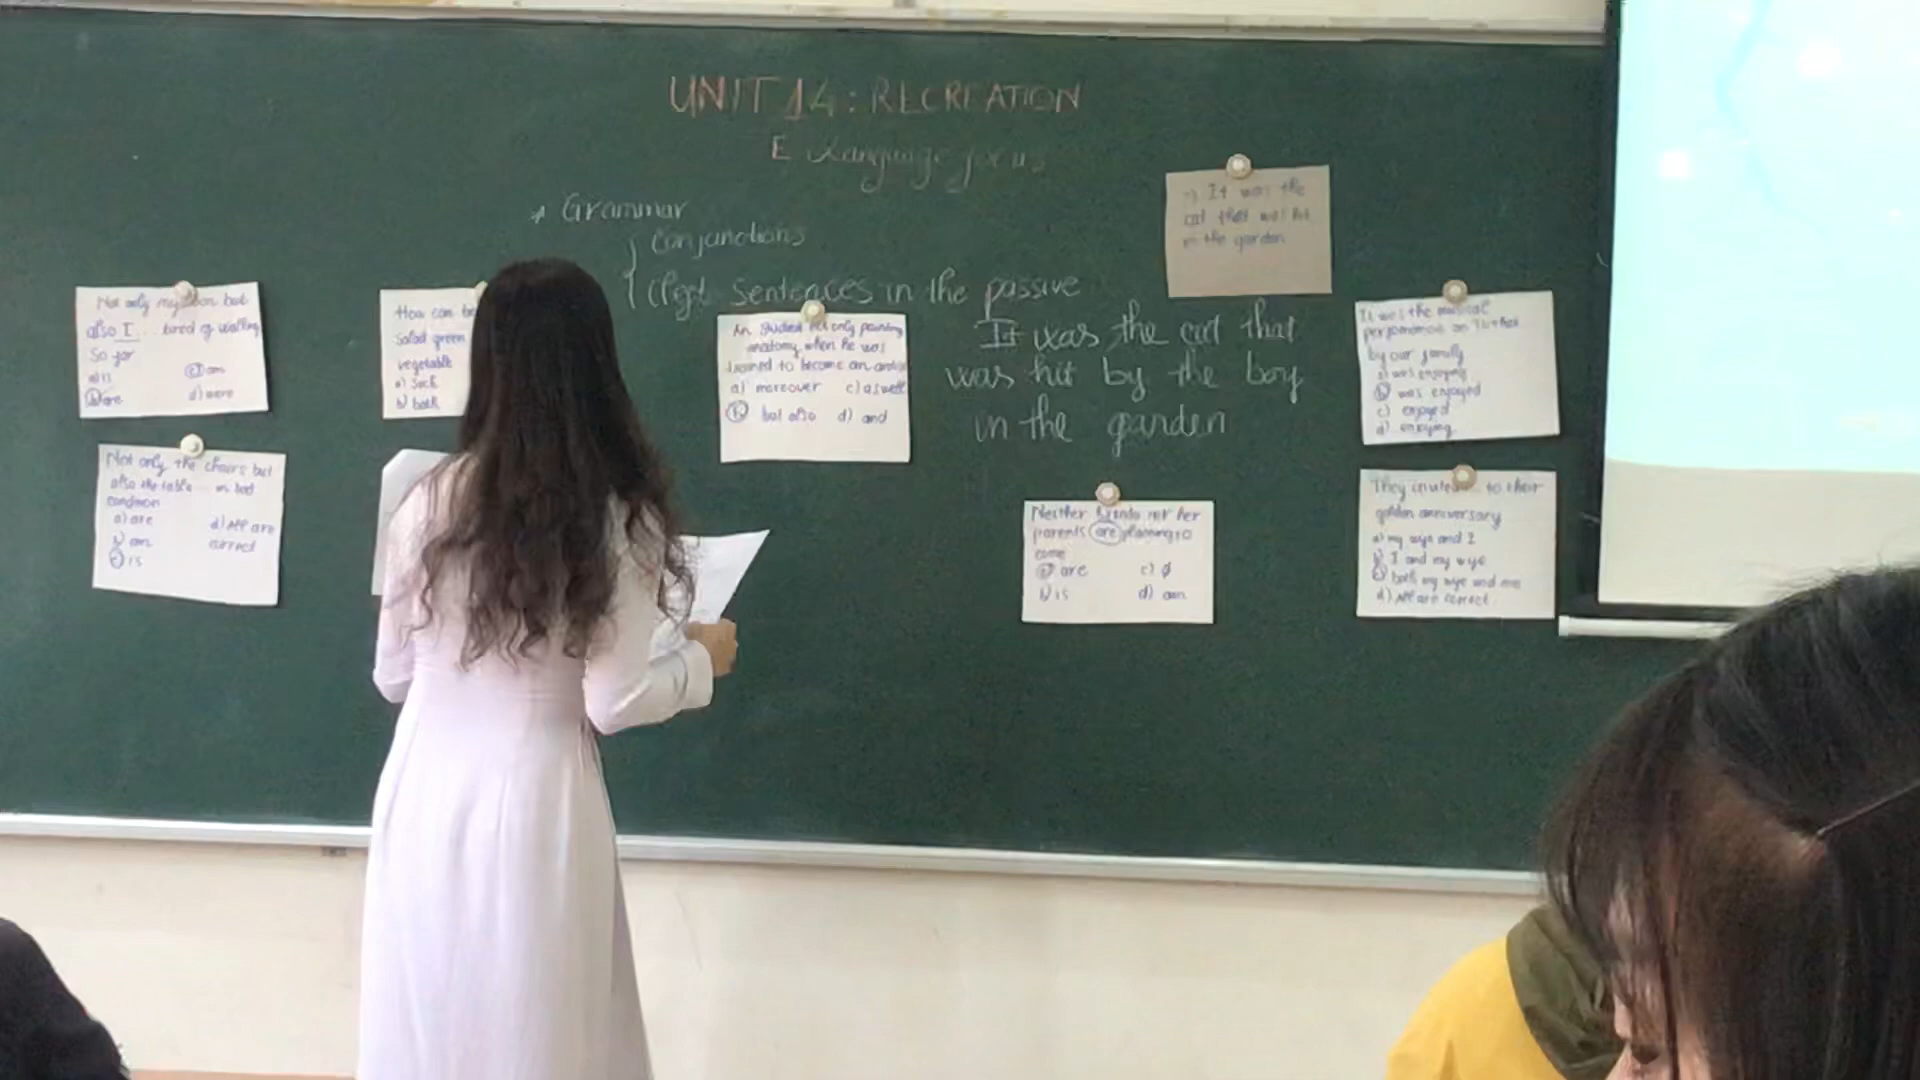 UNIT 14: RECREATION
E Language focus
Grammar
Conjunctions
Cleft sentences in the passive
It was the cat that
was hit by the boy
in the garden
It was the
cat that was hit
in the garden
Not only my son but
also I ... tired of walling
so far
a) is
c) am
b) are
d) were
Not only the chairs but
also the table ... in bad
condition
a) are
d) All are
b) am
correct
c) is
How can
salad green
vegetable
a) such
b) both
An studied not only painting
anatomy when he was
trained to become an
a) moreover c) as well
b) but also d) and
Neither nor her
parents are planning to
come
a) are c) ∅
b) is d) am
It was the musical
performance on TV that
by our family
a) was enjoying
b) was enjoyed
c) enjoyed
d) enjoying
They invited ... to their
golden anniversary
a) my wife and I
b) I and my wife
c) both my wife and me
d) All are correct